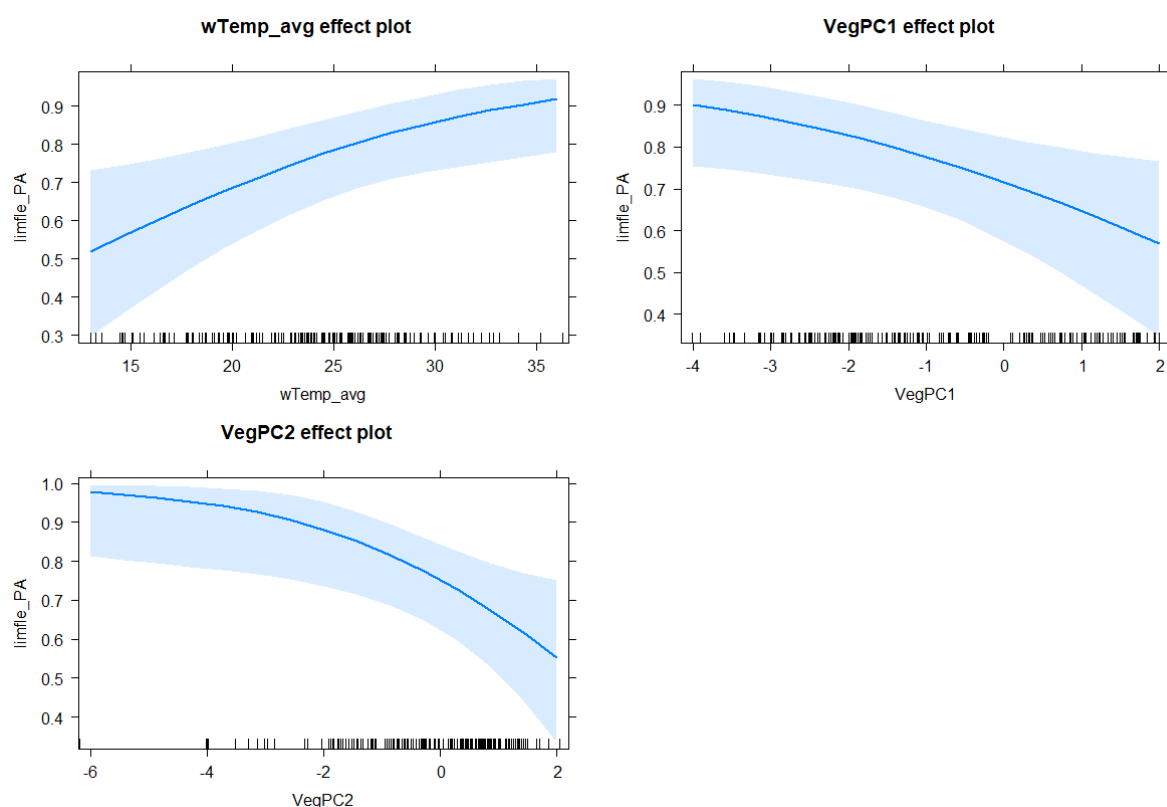 wTemp_avg effect plot
0.9
0.8
0.7
0.6
0.5
0.4
0.3
limfle_PA
15 20 25 30 35
wTemp_avg
VegPC1 effect plot
0.9
0.8
0.7
0.6
0.5
0.4
limfle_PA
-4 -3 -2 -1 0 1 2
VegPC1
VegPC2 effect plot
1.0
0.9
0.8
0.7
0.6
0.5
0.4
limfle_PA
-6 -4 -2 0 2
VegPC2